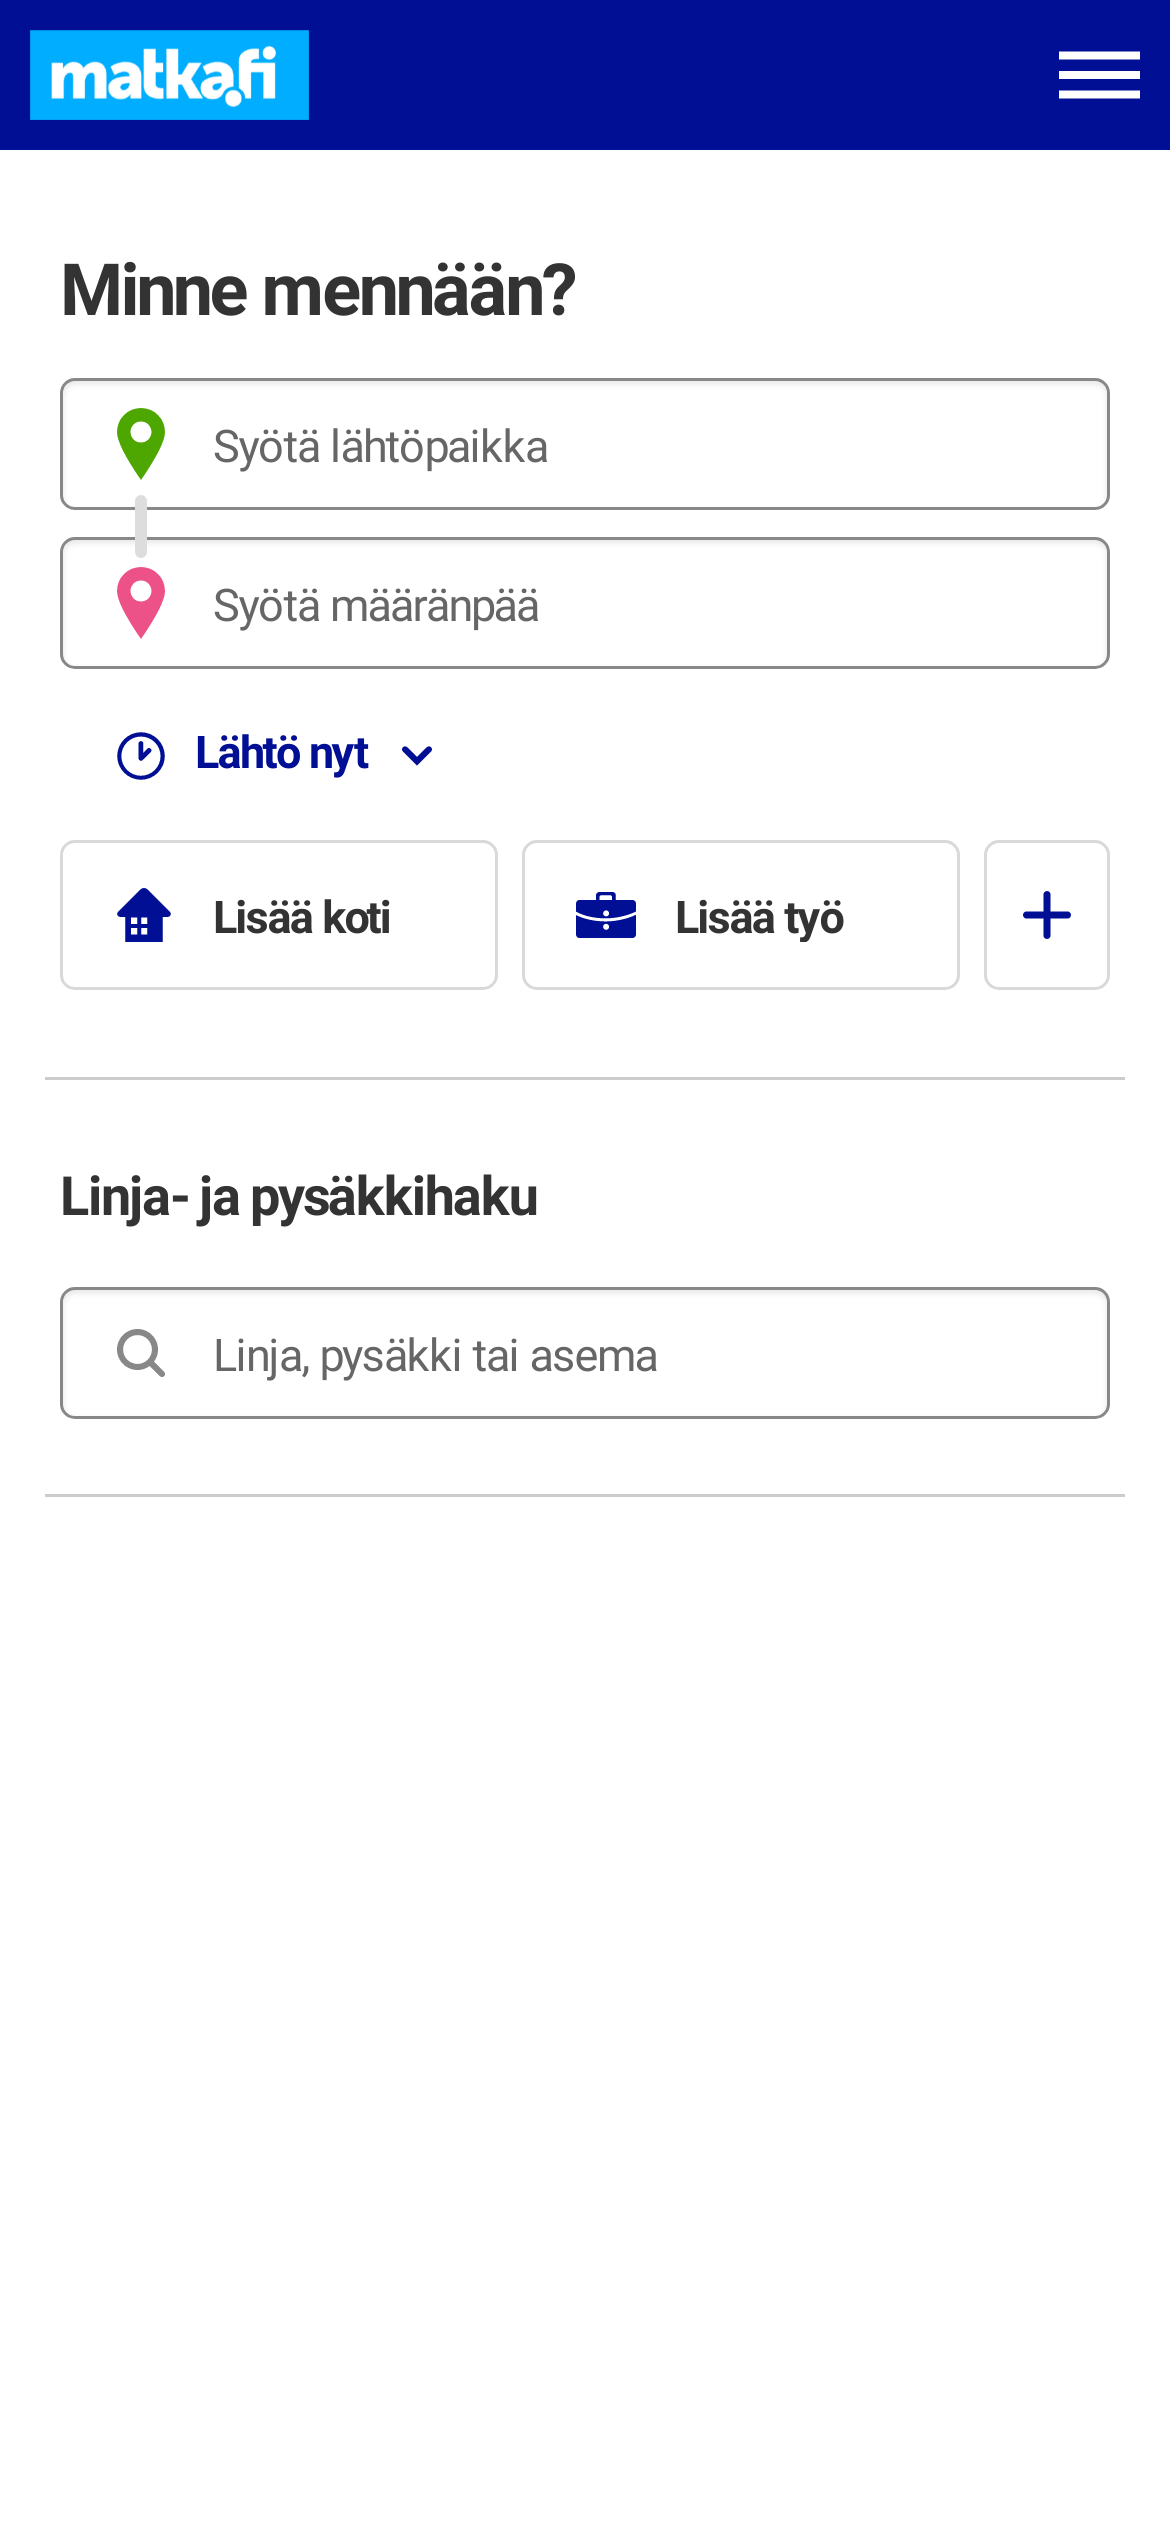 matka.fi
Minne mennään?
Syötä lähtöpaikka
Syötä määränpää
Lähtö nyt
Lisää koti
Lisää työ
Linja- ja pysäkkihaku
Linja, pysäkki tai asema